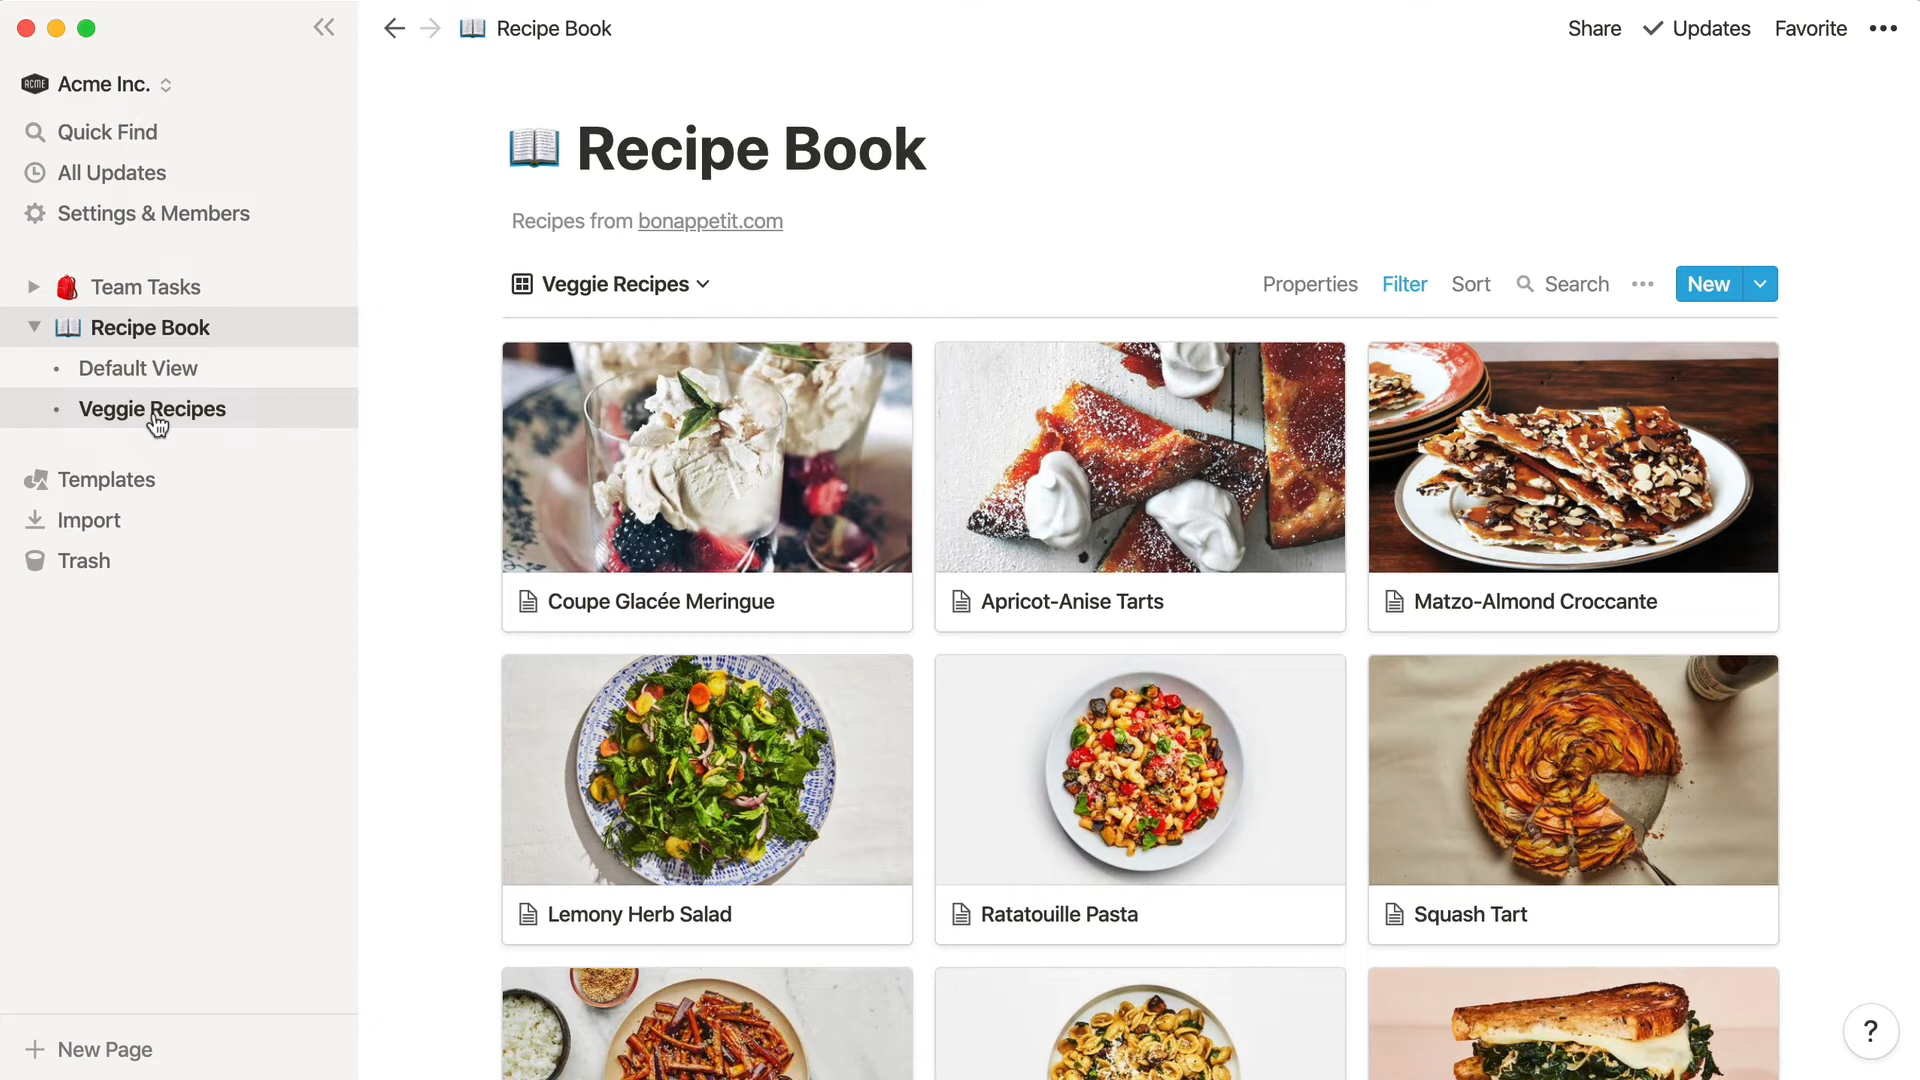 Recipe Book
Share
Updates
Favorite
ACME
Acme Inc.
Quick Find
All Updates
Settings & Members
Team Tasks
Recipe Book
Default View
Veggie Recipes
Templates
Import
Trash
New Page
Recipe Book
Recipes from bonappetit.com
Veggie Recipes
Properties
Filter
Sort
Search
New
Coupe Glacée Meringue
Apricot-Anise Tarts
Matzo-Almond Croccante
Lemony Herb Salad
Ratatouille Pasta
Squash Tart
?